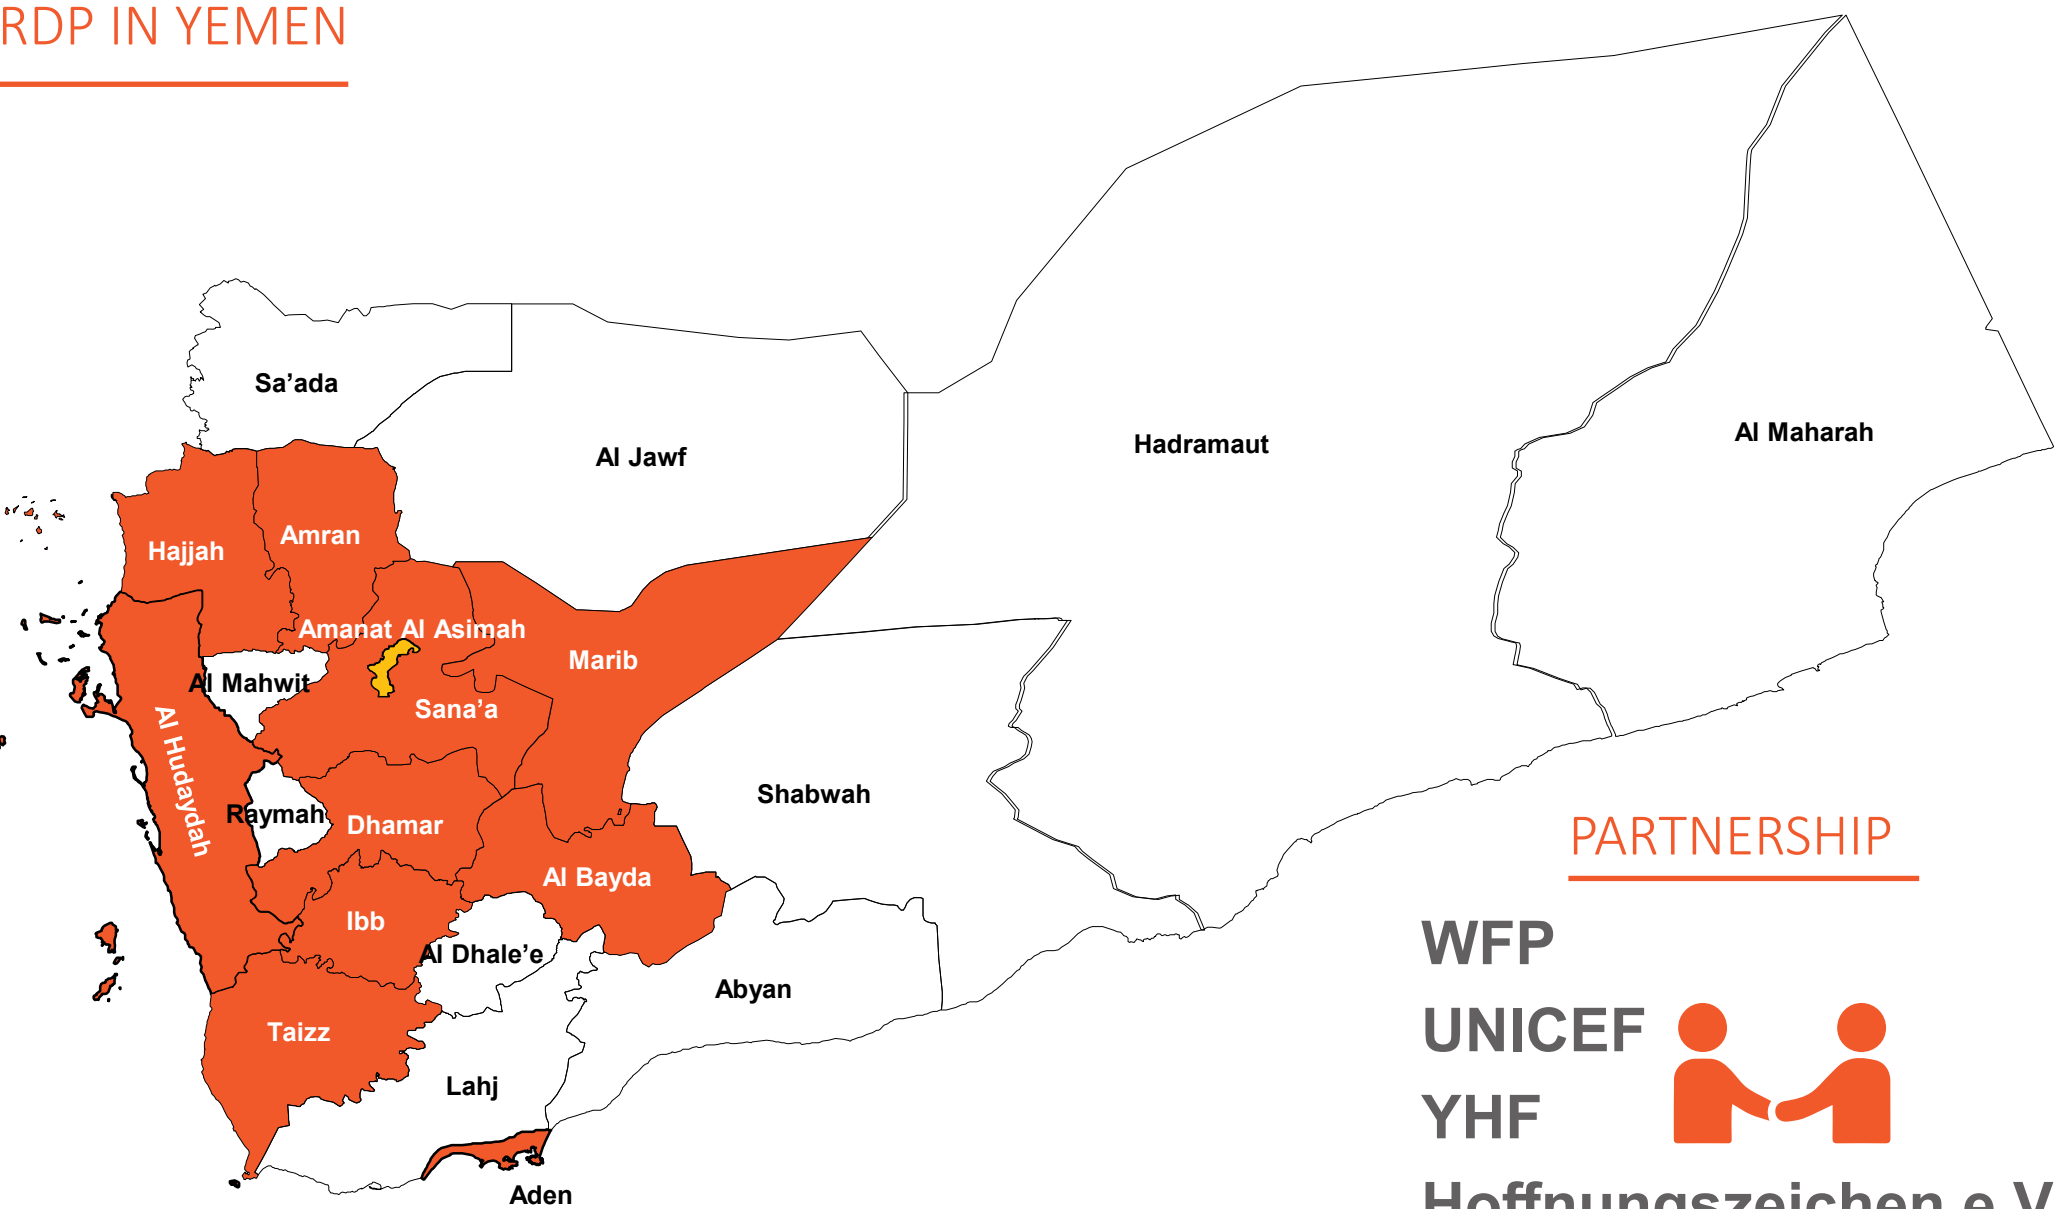 RDP IN YEMEN
Sa’ada
Al Jawf
Hadramaut
Al Maharah
Hajjah
Amran
Amanat Al Asimah
Marib
Al Mahwit
Sana’a
Al Hudaydah
Shabwah
Raymah
Dhamar
Al Bayda
Ibb
Al Dhale’e
Abyan
Taizz
Lahj
Aden
PARTNERSHIP
WFP
UNICEF
YHF
Hoffnungszeichen e.V